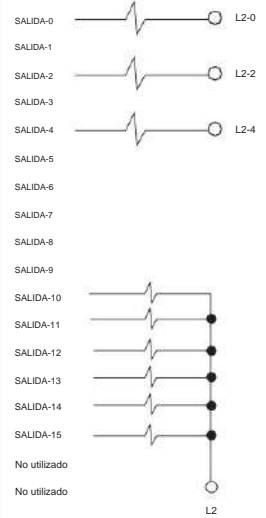 SALIDA-0 L2-0
SALIDA-1
SALIDA-2 L2-2
SALIDA-3
SALIDA-4 L2-4
SALIDA-5
SALIDA-6
SALIDA-7
SALIDA-8
SALIDA-9
SALIDA-10
SALIDA-11
SALIDA-12
SALIDA-13
SALIDA-14
SALIDA-15
No utilizado
No utilizado
L2